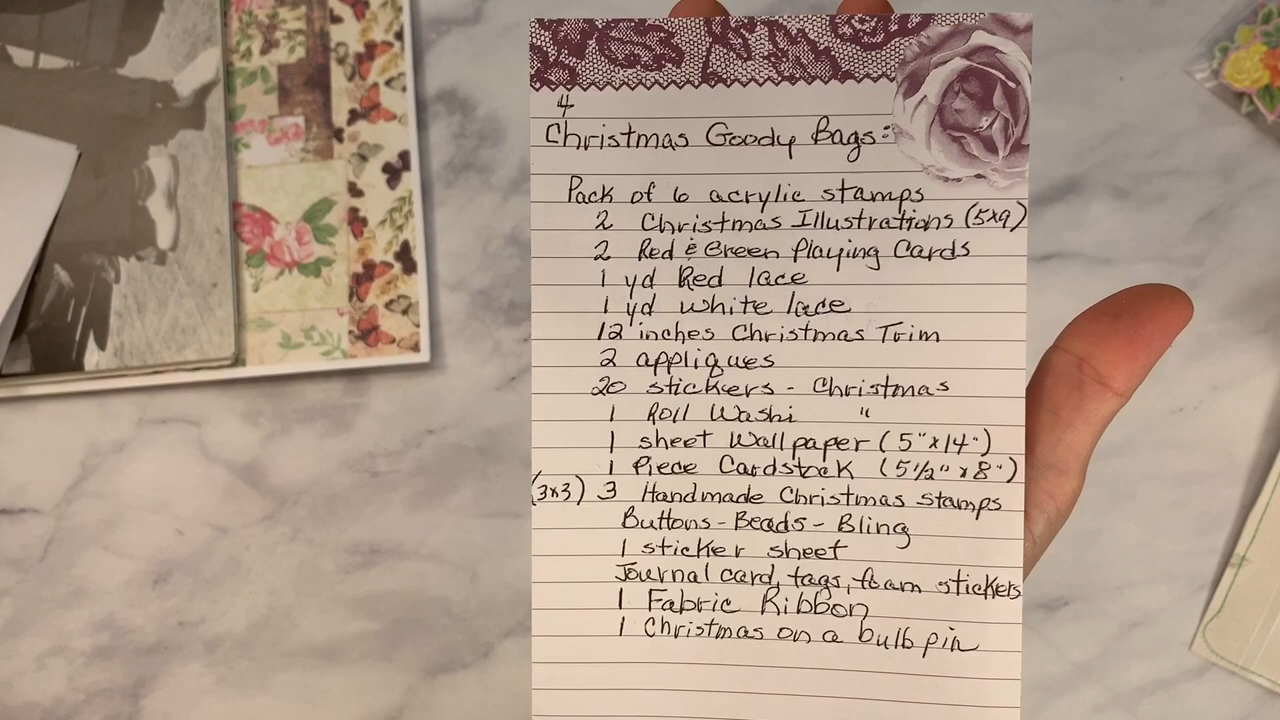 4
Christmas Goody Bags:
Pack of 6 acrylic stamps
2 Christmas Illustrations (5x9)
2 Red & Green Playing Cards
1 yd Red lace
1 yd white lace
12 inches Christmas Trim
2 appliques
20 stickers - Christmas
1 Roll Washi "
1 sheet Wallpaper (5"x14")
1 Piece Cardstock (5 1/2" x 8")
(3x3) 3 Handmade Christmas stamps
Buttons - Beads - Bling
1 sticker sheet
Journal card, tags, foam stickers
1 Fabric Ribbon
1 Christmas on a bulb pin